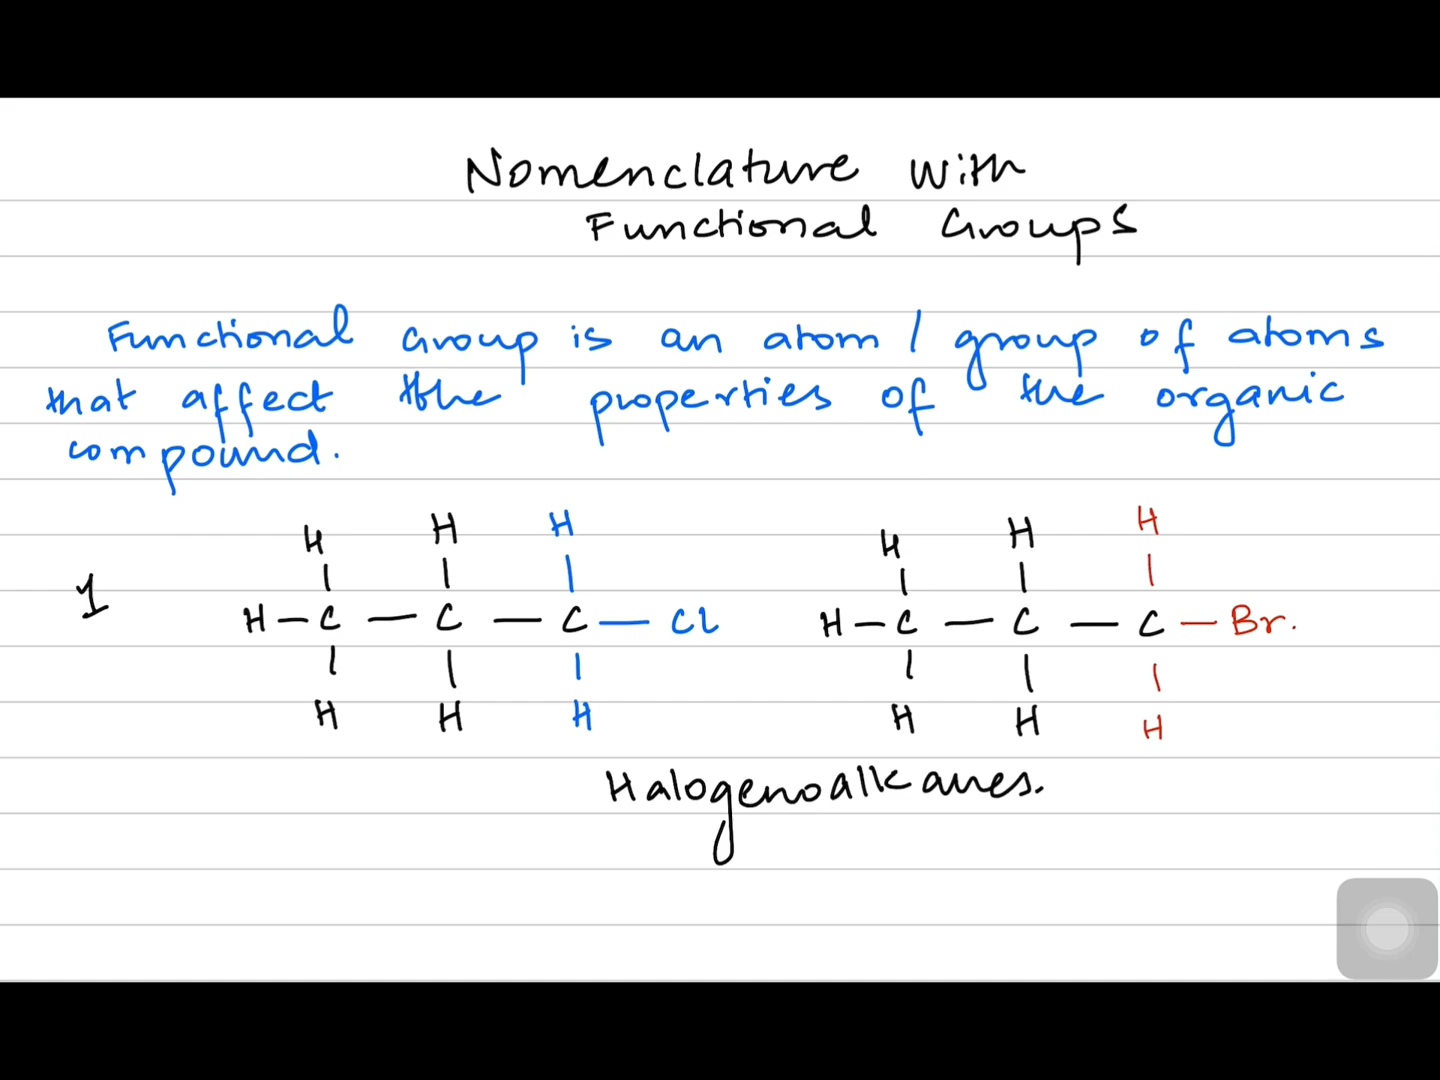 Nomenclature with
Functional Groups
Functional Group is an atom / group of atoms
that affect the properties of the organic
compound.
H H H H H H
1 H-C-C-C-Cl H-C-C-C-Br.
H H H H H H
Halogenoalkanes.